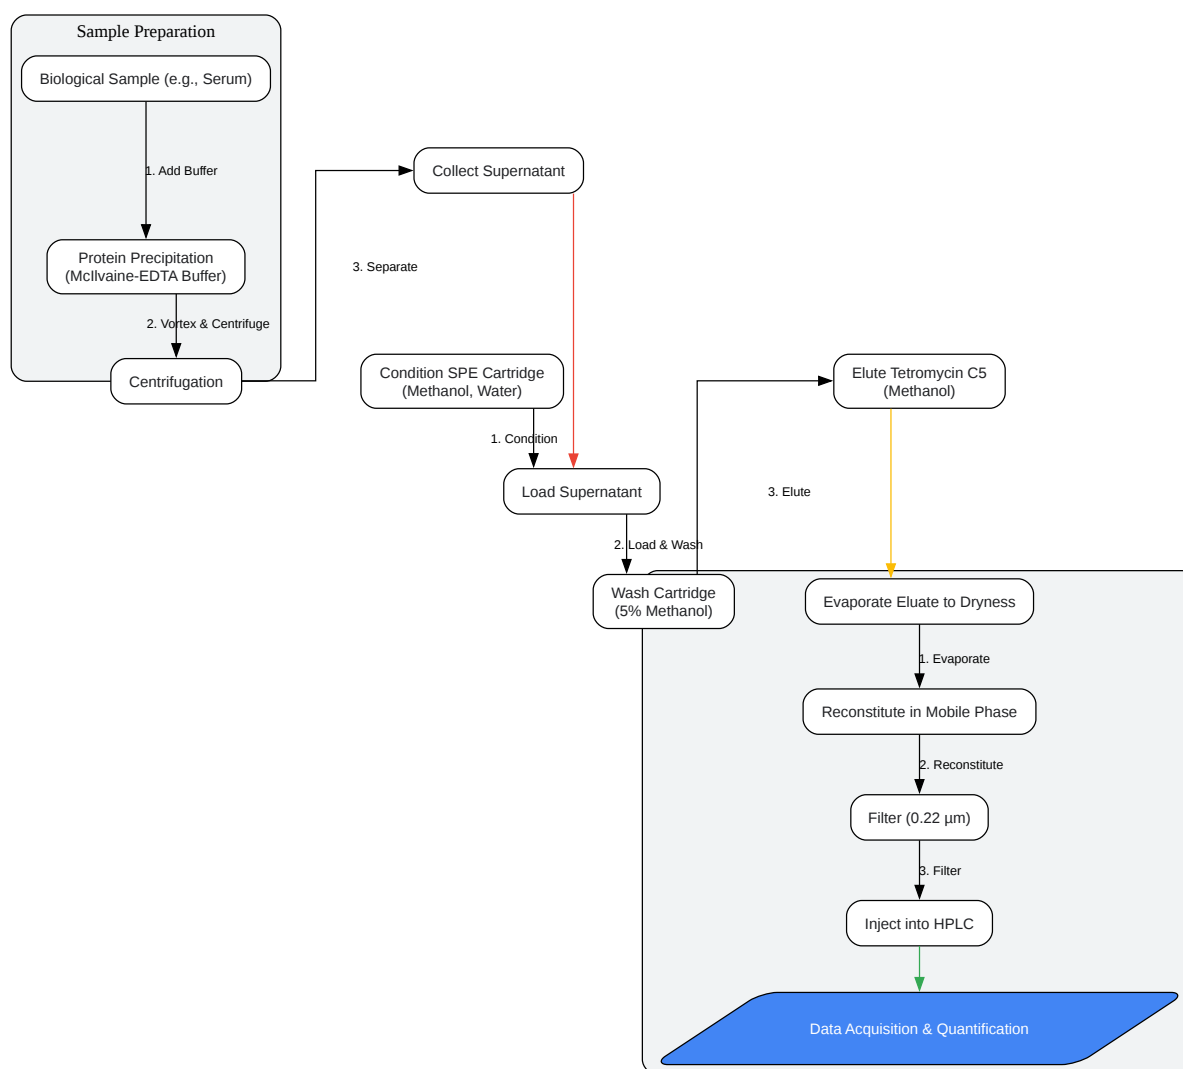 Sample Preparation
Biological Sample (e.g., Serum)
1. Add Buffer
Protein Precipitation
(McIlvaine-EDTA Buffer)
2. Vortex & Centrifuge
Centrifugation
3. Separate
Collect Supernatant
Condition SPE Cartridge
(Methanol, Water)
1. Condition
Load Supernatant
2. Load & Wash
Wash Cartridge
(5% Methanol)
3. Elute
Elute Tetromycin C5
(Methanol)
Evaporate Eluate to Dryness
1. Evaporate
Reconstitute in Mobile Phase
2. Reconstitute
Filter (0.22 µm)
3. Filter
Inject into HPLC
Data Acquisition & Quantification